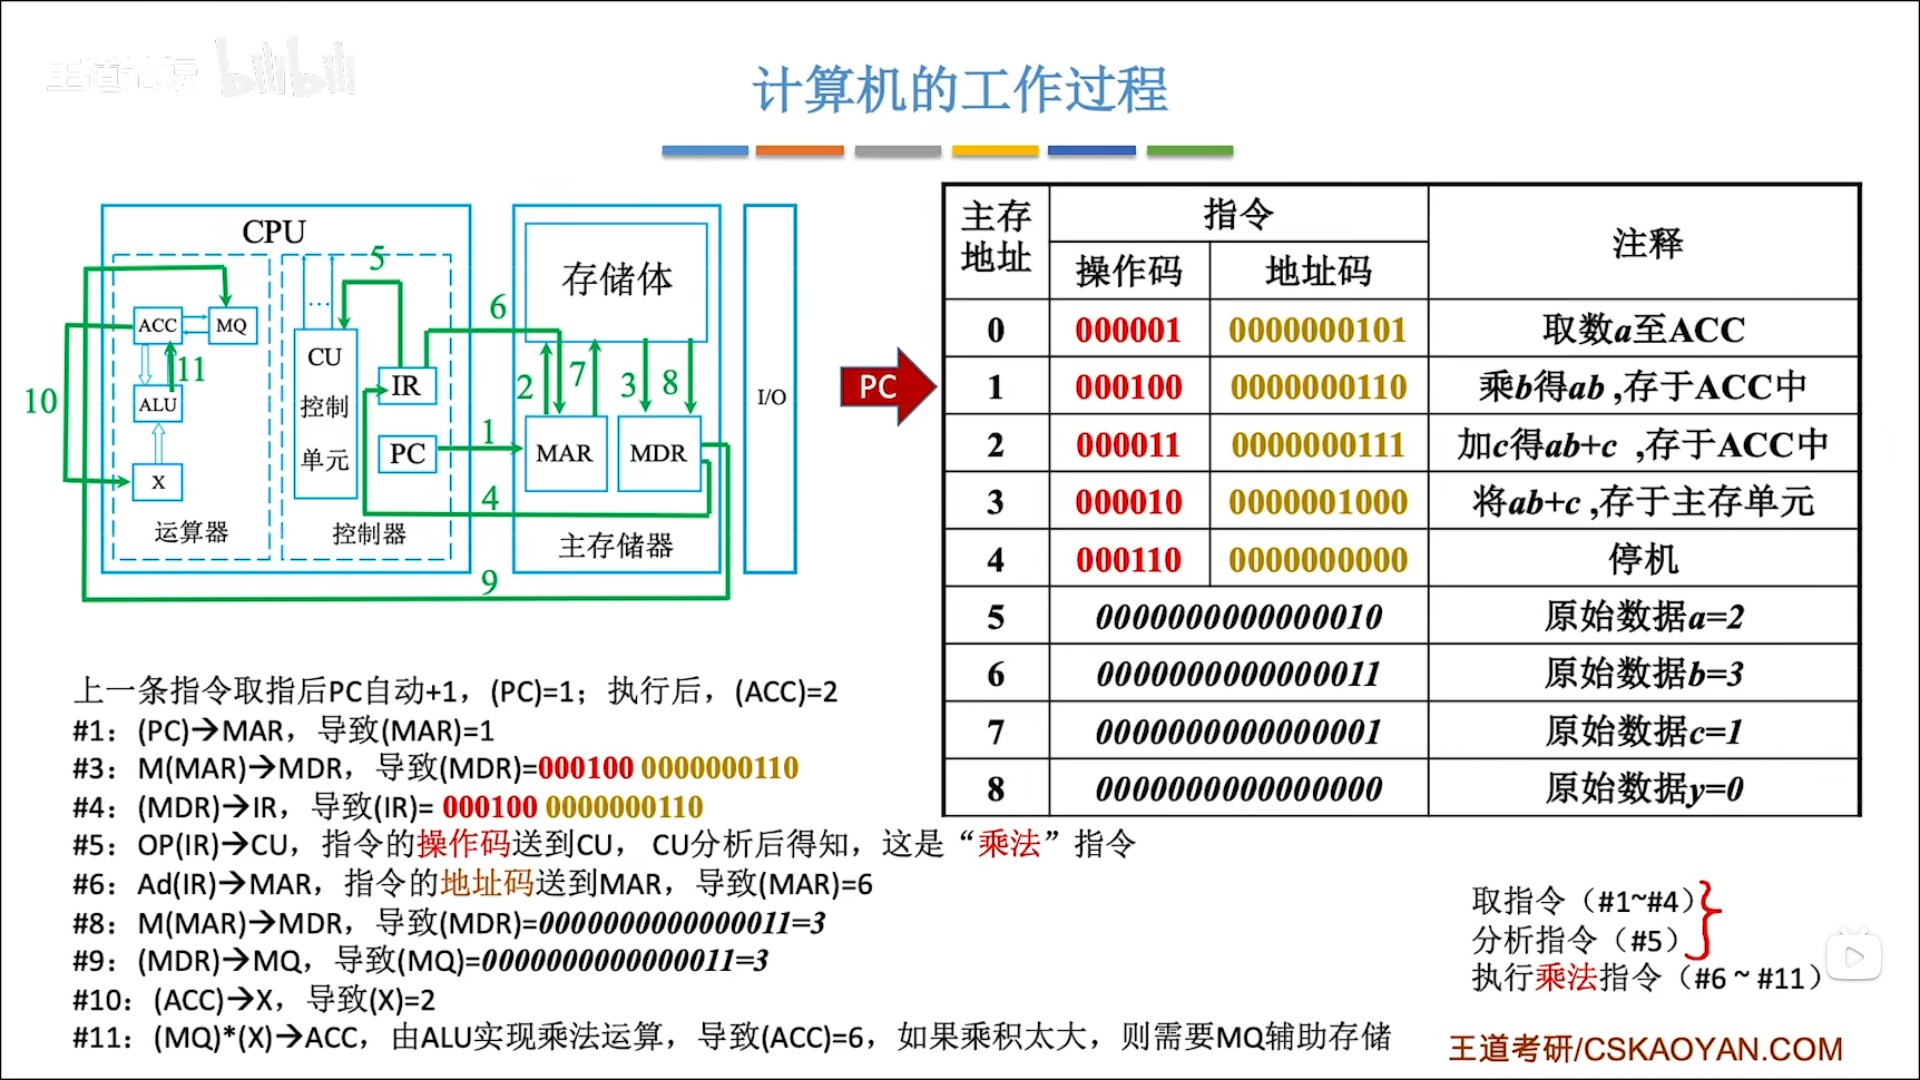 王道论坛 bilibili
计算机的工作过程
CPU
ACC
MQ
ALU
X
运算器
...
CU
控制
单元
IR
PC
控制器
存储体
MAR
MDR
主存储器
I/O
1
2
3
4
5
6
7
8
9
10
11
PC
主存地址 指令 注释
操作码 地址码
0 000001 0000000101 取数a至ACC
1 000100 0000000110 乘b得ab ,存于ACC中
2 000011 0000000111 加c得ab+c ,存于ACC中
3 000010 0000001000 将ab+c ,存于主存单元
4 000110 0000000000 停机
5 0000000000000010 原始数据a=2
6 0000000000000011 原始数据b=3
7 0000000000000001 原始数据c=1
8 0000000000000000 原始数据y=0
上一条指令取指后PC自动+1，(PC)=1；执行后，(ACC)=2
#1：(PC)→MAR，导致(MAR)=1
#3：M(MAR)→MDR，导致(MDR)=000100 0000000110
#4：(MDR)→IR，导致(IR)= 000100 0000000110
#5：OP(IR)→CU，指令的操作码送到CU， CU分析后得知，这是“乘法”指令
#6：Ad(IR)→MAR，指令的地址码送到MAR，导致(MAR)=6
#8：M(MAR)→MDR，导致(MDR)=0000000000000011=3
#9：(MDR)→MQ，导致(MQ)=0000000000000011=3
#10：(ACC)→X，导致(X)=2
#11：(MQ)*(X)→ACC，由ALU实现乘法运算，导致(ACC)=6，如果乘积太大，则需要MQ辅助存储
取指令（#1~#4）
分析指令（#5）
执行乘法指令（#6 ~ #11）
王道考研/CSKAOYAN.COM